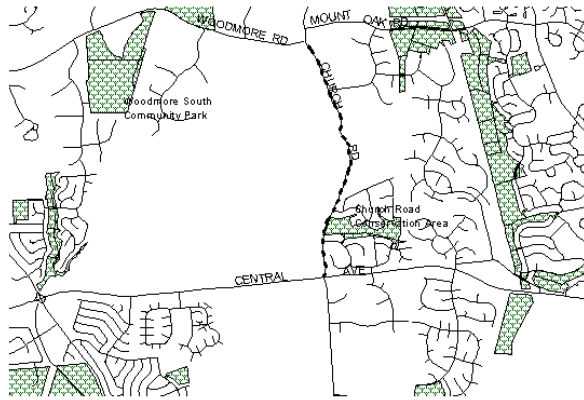 WOODMORE RD
MOUNT OAK RD
CHURCH RD
Woodmore South
Community Park
Church Road
Conservation Area
CENTRAL AVE